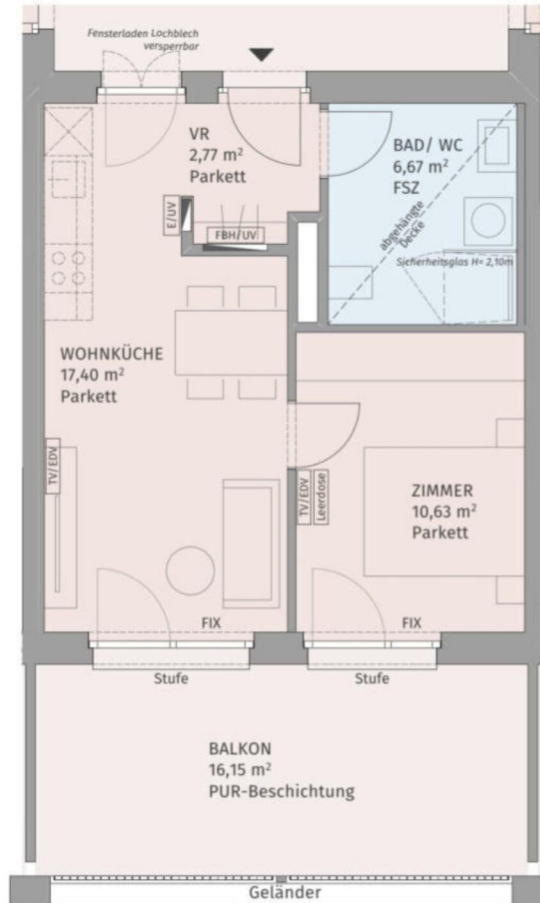 Fensterladen Lochblech
versperrbar
VR
2,77 m²
Parkett
BAD/ WC
6,67 m²
FSZ
E/UV
FBH/UV
abgehängte
Decke
Sicherheitsglas H= 2,10m
WOHNKÜCHE
17,40 m²
Parkett
TV/EDV
TV/EDV
Leerdose
ZIMMER
10,63 m²
Parkett
FIX
FIX
Stufe
Stufe
BALKON
16,15 m²
PUR-Beschichtung
Geländer